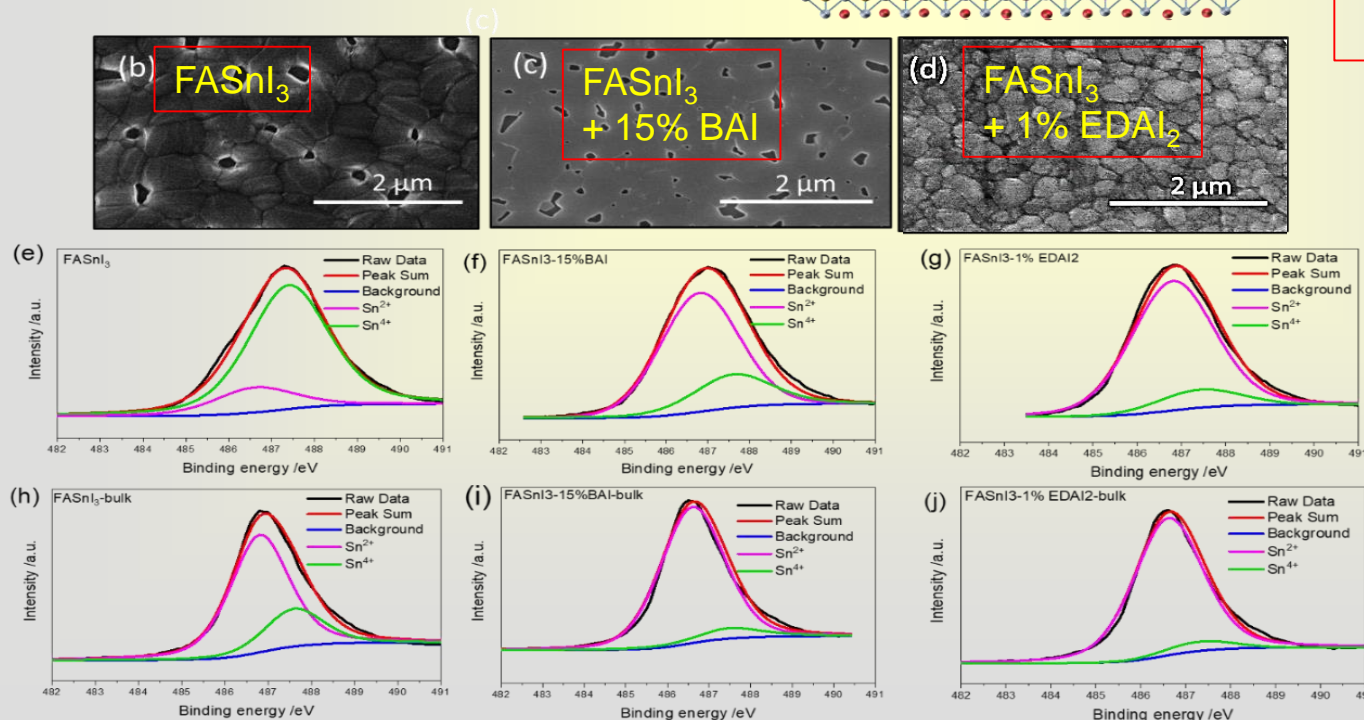 (c)
(b)
FASnI₃
2 μm
(c)
FASnI₃
+ 15% BAI
2 μm
(d)
FASnI₃
+ 1% EDAI₂
2 μm
(e)
FASnI₃
Raw Data
Peak Sum
Background
Sn²⁺
Sn⁴⁺
Intensity /a.u.
482 483 484 485 486 487 488 489 490 491
Binding energy /eV
(f)
FASnI3-15%BAI
Raw Data
Peak Sum
Background
Sn²⁺
Sn⁴⁺
Intensity /a.u.
482 483 484 485 486 487 488 489 490 491
Binding energy /eV
(g)
FASnI3-1% EDAI2
Raw Data
Peak Sum
Background
Sn²⁺
Sn⁴⁺
Intensity /a.u.
482 483 484 485 486 487 488 489 490 491
Binding energy /eV
(h)
FASnI₃-bulk
Raw Data
Peak Sum
Background
Sn²⁺
Sn⁴⁺
Intensity /a.u.
482 483 484 485 486 487 488 489 490 491
Binding energy /eV
(i)
FASnI3-15%BAI-bulk
Raw Data
Peak Sum
Background
Sn²⁺
Sn⁴⁺
Intensity /a.u.
482 483 484 485 486 487 488 489 490 491
Binding energy /eV
(j)
FASnI3-1% EDAI2-bulk
Raw Data
Peak Sum
Background
Sn²⁺
Sn⁴⁺
Intensity /a.u.
482 483 484 485 486 487 488 489 490
Binding energy /eV